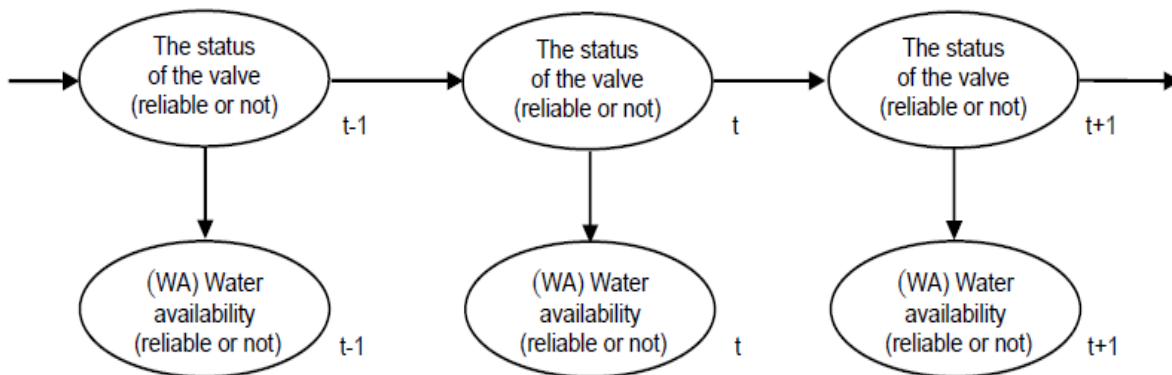 The status
of the valve
(reliable or not)
t-1
The status
of the valve
(reliable or not)
t
The status
of the valve
(reliable or not)
t+1
(WA) Water
availability
(reliable or not)
t-1
(WA) Water
availability
(reliable or not)
t
(WA) Water
availability
(reliable or not)
t+1